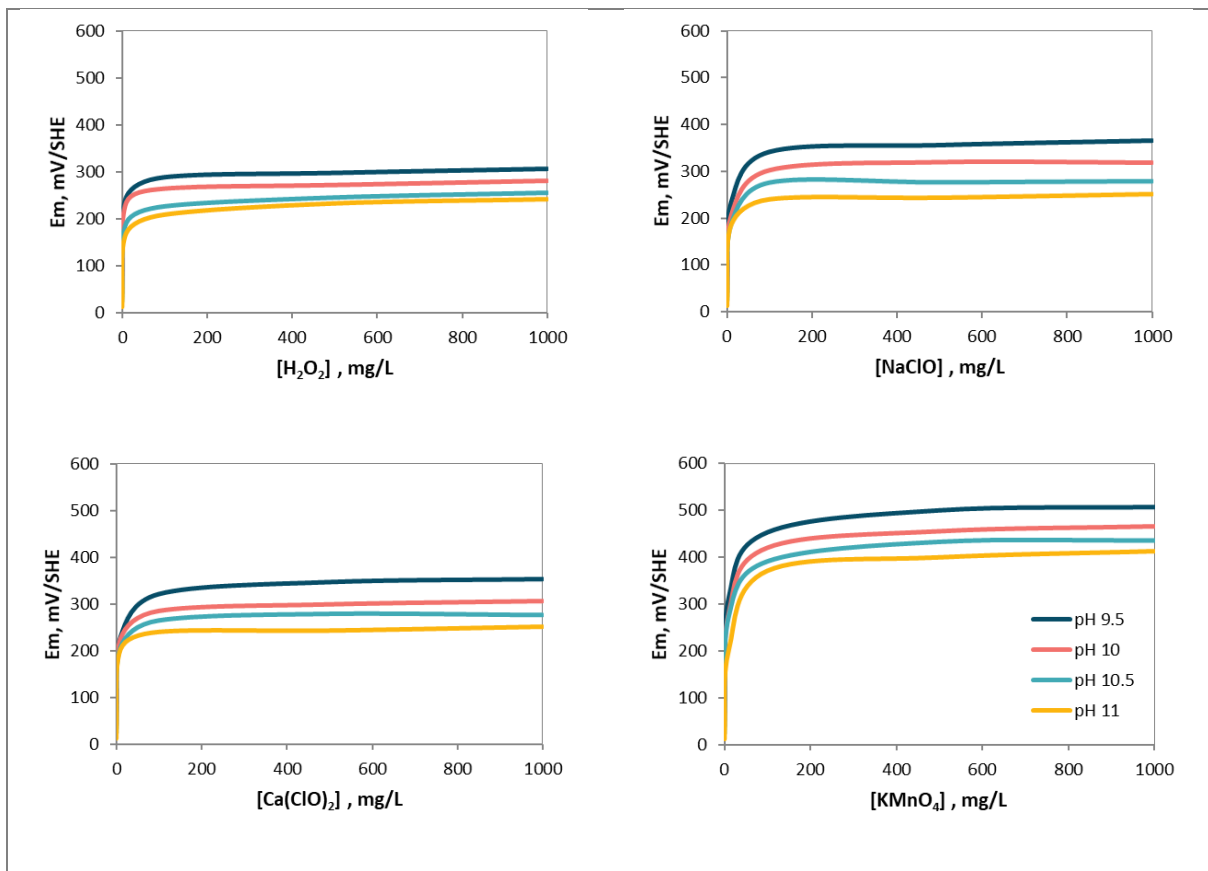 600
500
400
300
200
100
0
Em, mV/SHE
0 200 400 600 800 1000
[H₂O₂] , mg/L
600
500
400
300
200
100
0
Em, mV/SHE
0 200 400 600 800 1000
[NaClO] , mg/L
600
500
400
300
200
100
0
Em, mV/SHE
0 200 400 600 800 1000
[Ca(ClO)₂] , mg/L
600
500
400
300
200
100
0
Em, mV/SHE
pH 9.5
pH 10
pH 10.5
pH 11
0 200 400 600 800 1000
[KMnO₄] , mg/L